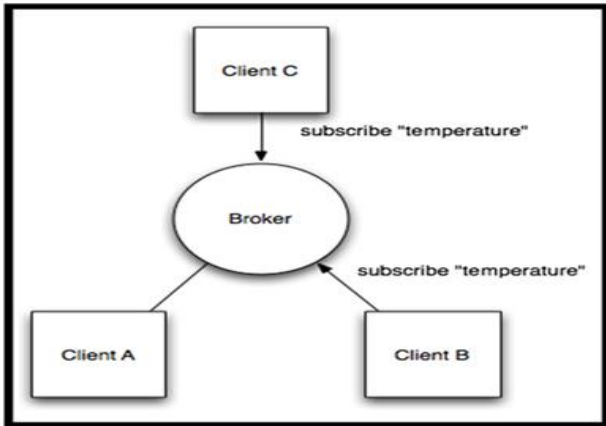 Client C
subscribe "temperature"
Broker
subscribe "temperature"
Client A
Client B